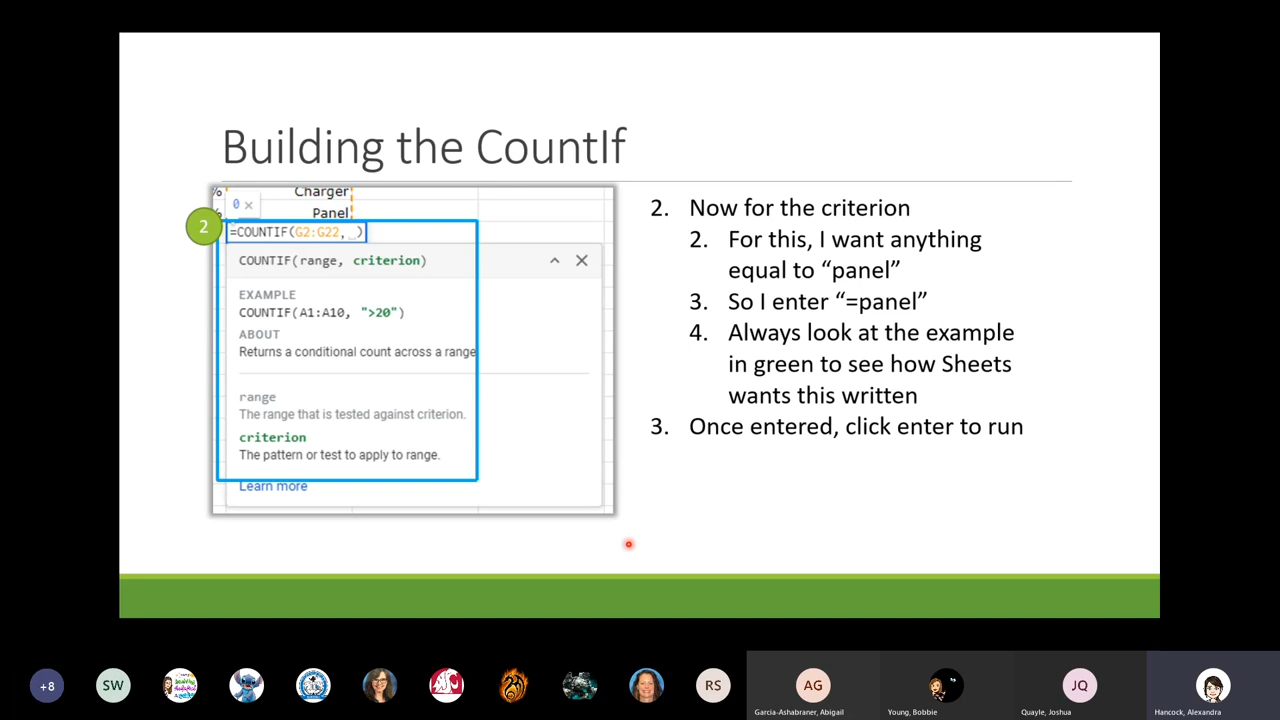 Building the CountIf
% Charger
0 ×
% Panel
2
=COUNTIF(G2:G22, _)
COUNTIF(range, criterion)
EXAMPLE
COUNTIF(A1:A10, ">20")
ABOUT
Returns a conditional count across a range
range
The range that is tested against criterion.
criterion
The pattern or test to apply to range.
Learn more
2. Now for the criterion
2. For this, I want anything
equal to “panel”
3. So I enter “=panel”
4. Always look at the example
in green to see how Sheets
wants this written
3. Once entered, click enter to run
+8
SW
RS
AG
JQ
Garcia-Ashabraner, Abigail
Young, Bobbie
Quayle, Joshua
Hancock, Alexandra